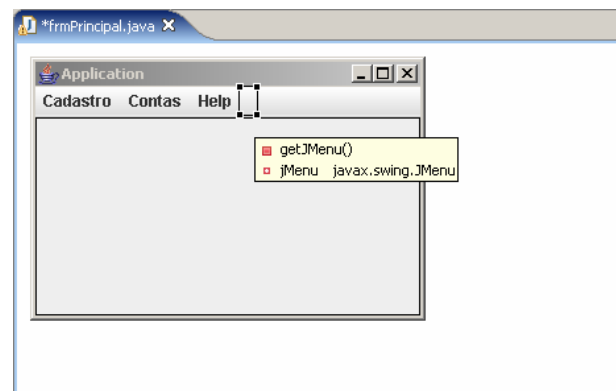 *frmPrincipal.java
Application
Cadastro Contas Help
getJMenu()
jMenu javax.swing.JMenu